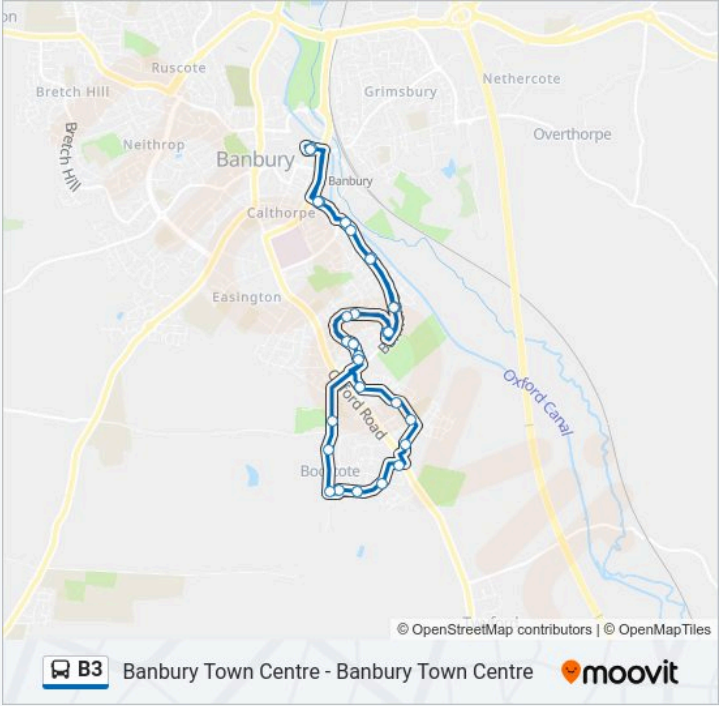 on
Ruscote
Bretch Hill
Nethercote
Grimsbury
Overthorpe
Bretch Hill
Neithrop
Banbury
Banbury
Calthorpe
Easington
B
Oxford Canal
Oxford Road
© OpenStreetMap contributors | © OpenMapTiles
B3 Banbury Town Centre - Banbury Town Centre
moovit